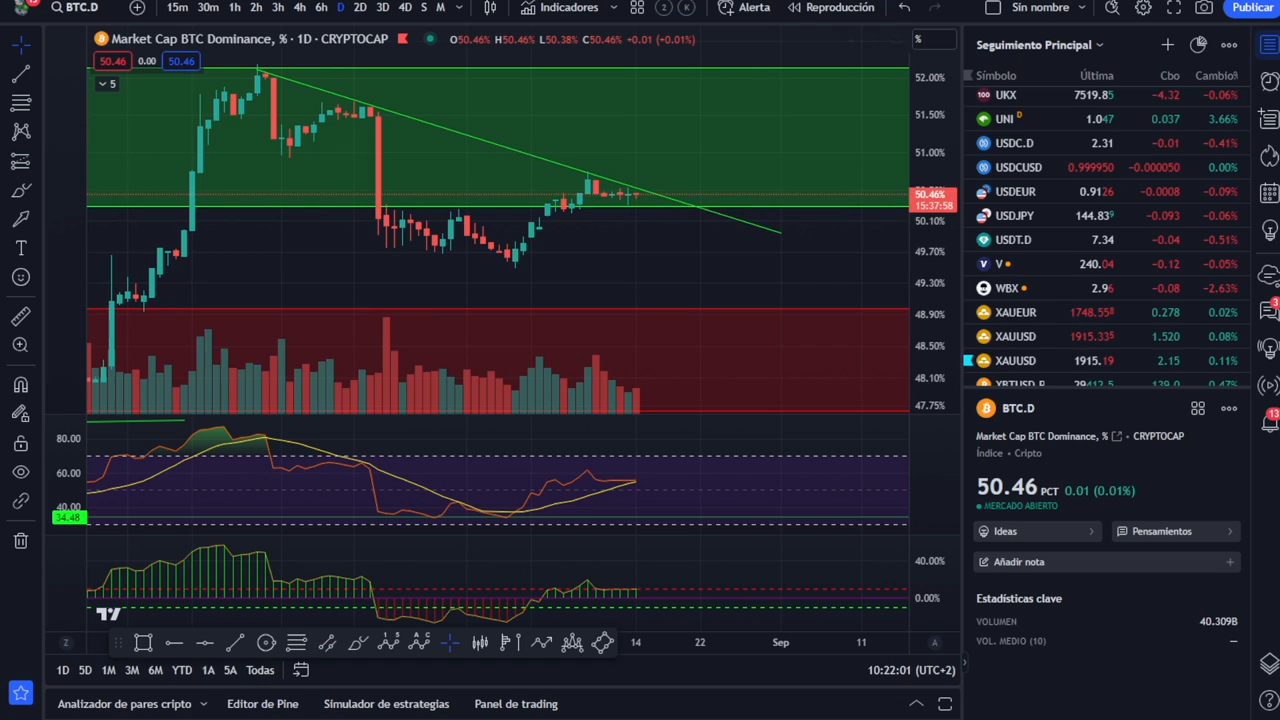 13
BTC.D
15m 30m 1h 2h 3h 4h 6h D 2D 3D 4D S M
Indicadores
2 K
Alerta
Reproducción
Sin nombre
Publicar
Market Cap BTC Dominance, % · 1D · CRYPTOCAP
O50.46% H50.46% L50.38% C50.46% +0.01 (+0.01%)
50.46 0.00 50.46
5
%
52.00%
51.50%
51.00%
50.46%
15:37:58
50.10%
49.70%
49.30%
48.90%
48.50%
48.10%
47.75%
80.00
60.00
40.00
34.48
40.00%
0.00%
Z
14 22 Sep 11
A
1D 5D 1M 3M 6M YTD 1A 5A Todas
10:22:01 (UTC+2)
Analizador de pares cripto
Editor de Pine
Simulador de estrategias
Panel de trading
Seguimiento Principal
Símbolo Última Cbo Cambio%
100 UKX 7519.85 -4.32 -0.06%
UNI D 1.047 0.037 3.66%
USDC.D 2.31 -0.01 -0.41%
USDCUSD 0.999950 -0.000050 0.00%
USDEUR 0.9126 -0.0008 -0.09%
USDJPY 144.839 -0.093 -0.06%
USDT.D 7.34 -0.04 -0.51%
V 240.04 -0.12 -0.05%
WBX 2.96 -0.08 -2.63%
XAUEUR 1748.558 0.278 0.02%
XAUUSD 1915.335 1.520 0.08%
XAUUSD 1915.19 2.15 0.11%
BTC.D
Market Cap BTC Dominance, % · CRYPTOCAP
Índice · Cripto
50.46 PCT 0.01 (0.01%)
MERCADO ABIERTO
Ideas
Pensamientos
Añadir nota
Estadísticas clave
VOLUMEN 40.309B
VOL. MEDIO (10) —
3
13